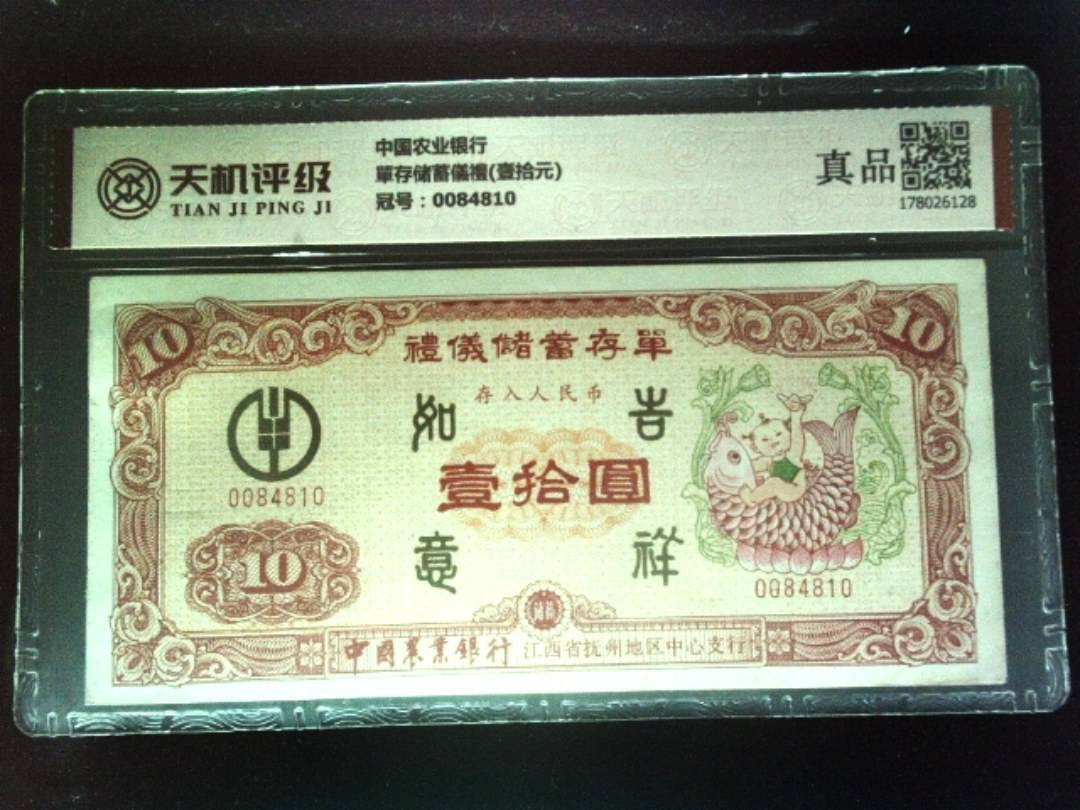 天机评级
TIAN JI PING JI
中国农业银行
單存储蓄儀禮(壹拾元)
冠号：0084810
真品
178026128
10
10
禮儀儲蓄存單
存入人民币
如 吉
壹拾圓
意 祥
0084810
10
0084810
中國農業銀行 江西省抚州地区中心支行